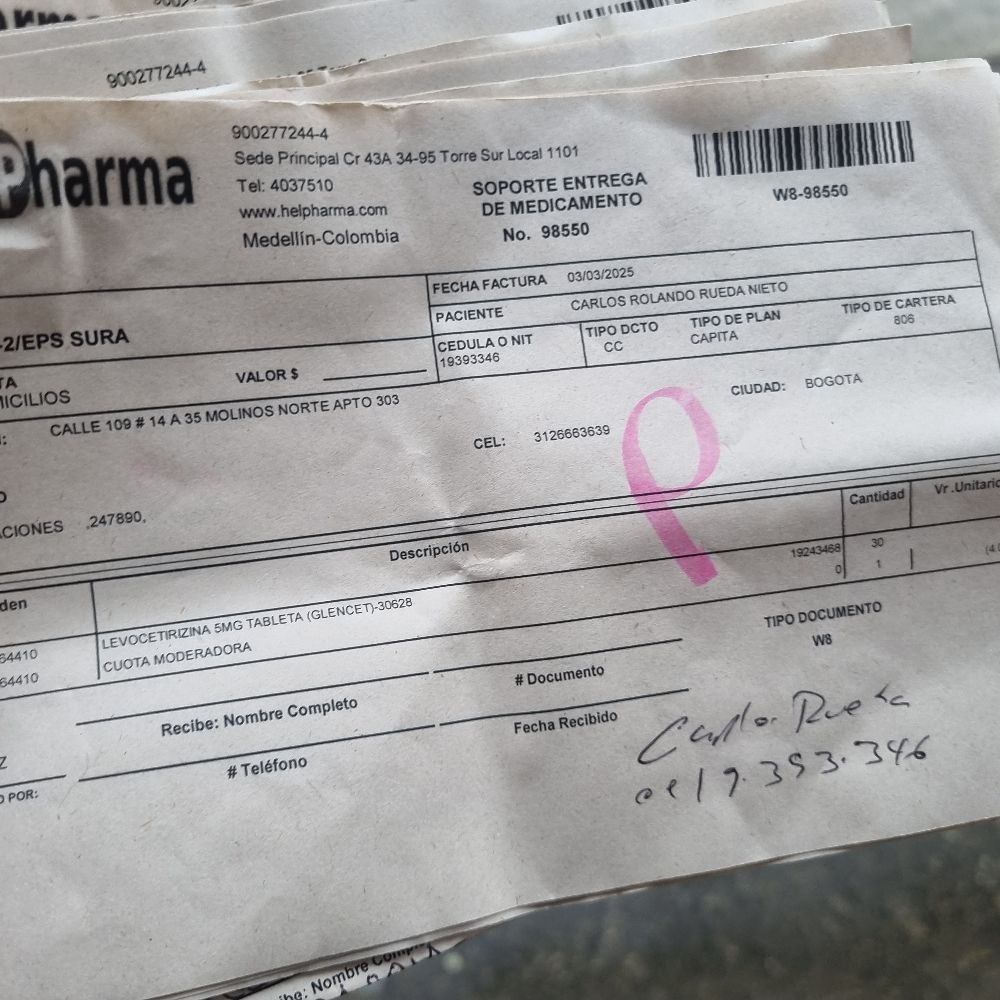 900277244-4
Pharma
900277244-4
Sede Principal Cr 43A 34-95 Torre Sur Local 1101
Tel: 4037510
www.helpharma.com
Medellín-Colombia
SOPORTE ENTREGA
DE MEDICAMENTO
No. 98550
W8-98550
FECHA FACTURA 03/03/2025
PACIENTE CARLOS ROLANDO RUEDA NIETO
-2/EPS SURA
CEDULA O NIT
19393346
TIPO DCTO
CC
TIPO DE PLAN
CAPITA
TIPO DE CARTERA
806
TA
VALOR $
MICILIOS
CALLE 109 # 14 A 35 MOLINOS NORTE APTO 303
CEL: 3126663639
CIUDAD: BOGOTA
ACIONES ,247890,
den Descripción Cantidad Vr.Unitario
64410 LEVOCETIRIZINA 5MG TABLETA (GLENCET)-30628 19243468 30
64410 CUOTA MODERADORA 0 1 (4.
TIPO DOCUMENTO
W8
Recibe: Nombre Completo
# Documento
# Teléfono
Fecha Recibido
Z
O POR:
Carlos Rueda
cc 19.393.346
be: Nombre Comp